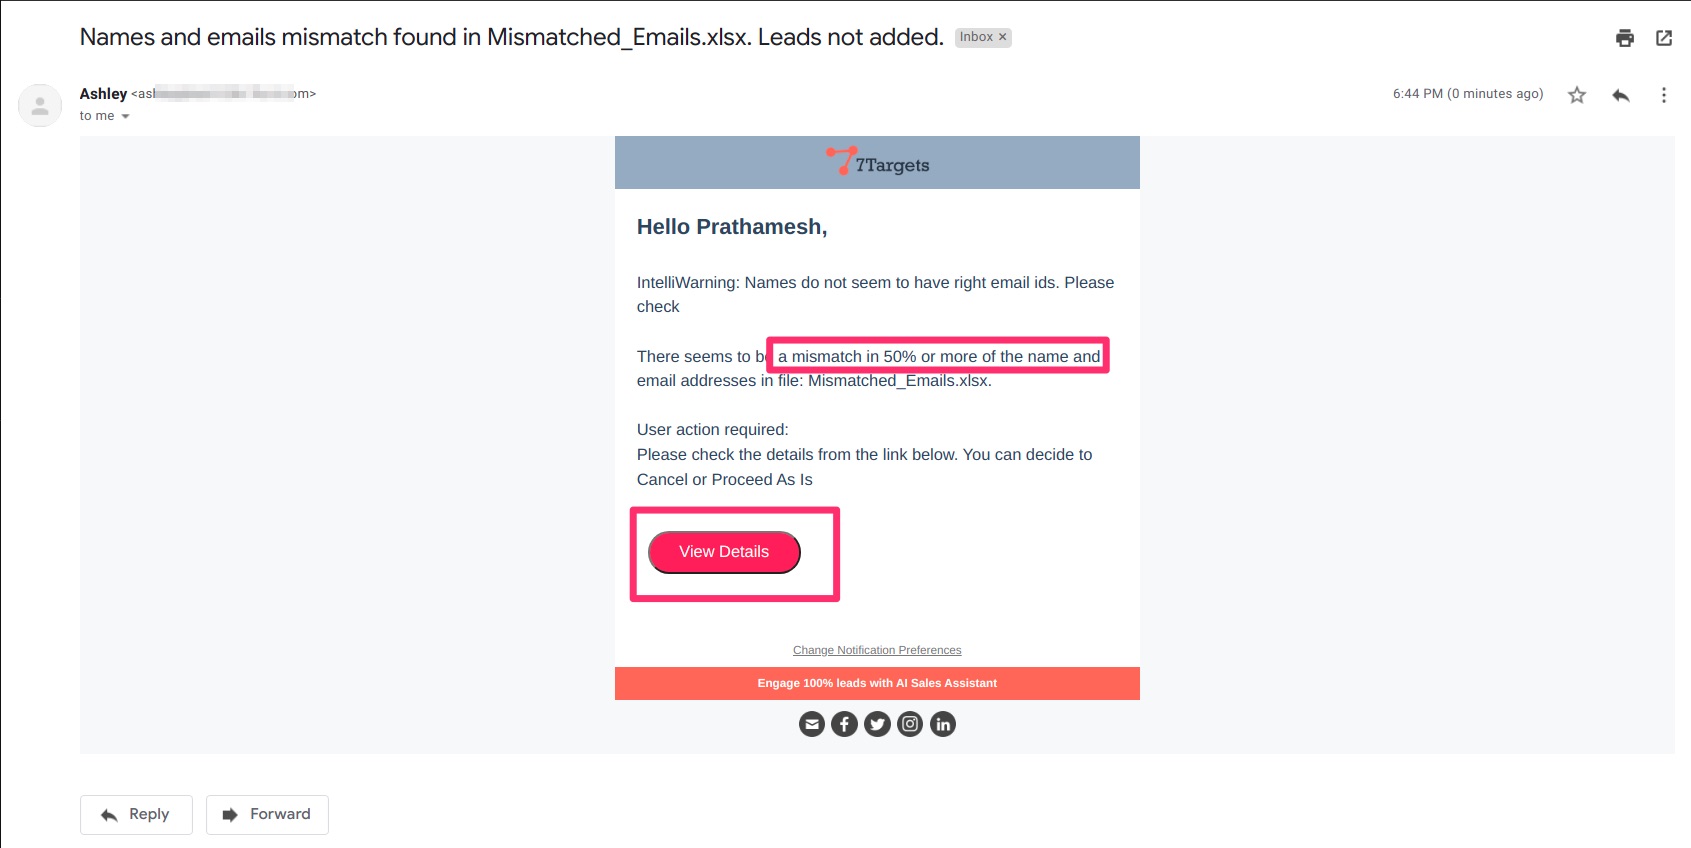 Names and emails mismatch found in Mismatched_Emails.xlsx. Leads not added. Inbox ×
Ashley
6:44 PM (0 minutes ago)
to me
7Targets
Hello Prathamesh,
IntelliWarning: Names do not seem to have right email ids. Please
check
There seems to be a mismatch in 50% or more of the name and
email addresses in file: Mismatched_Emails.xlsx.
User action required:
Please check the details from the link below. You can decide to
Cancel or Proceed As Is
View Details
Change Notification Preferences
Engage 100% leads with AI Sales Assistant
Reply
Forward